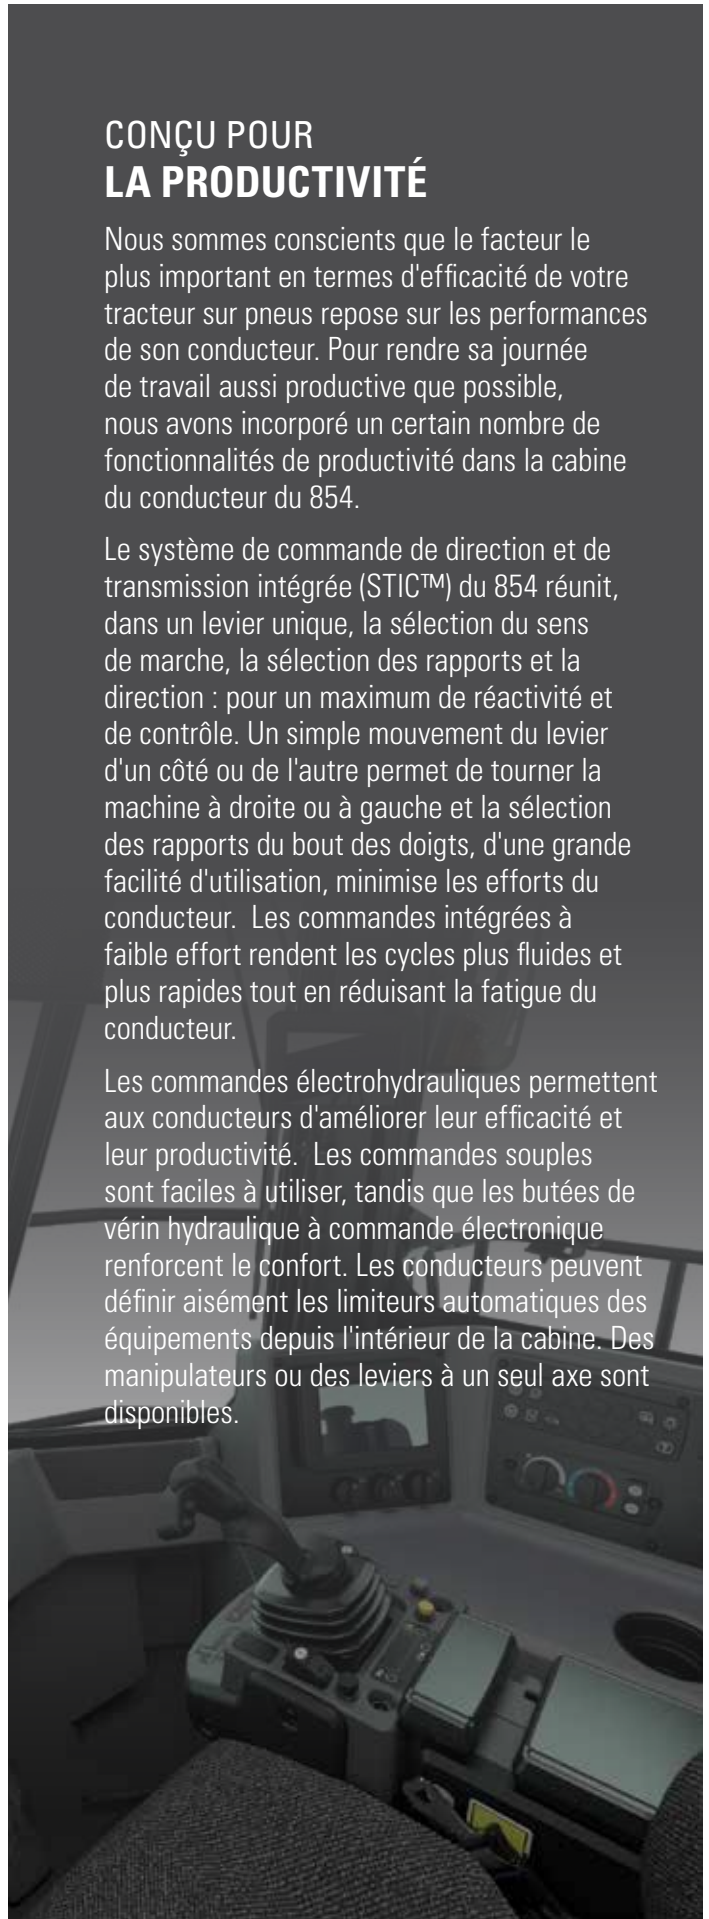 CONÇU POUR
LA PRODUCTIVITÉ
Nous sommes conscients que le facteur le
plus important en termes d'efficacité de votre
tracteur sur pneus repose sur les performances
de son conducteur. Pour rendre sa journée
de travail aussi productive que possible,
nous avons incorporé un certain nombre de
fonctionnalités de productivité dans la cabine
du conducteur du 854.
Le système de commande de direction et de
transmission intégrée (STIC™) du 854 réunit,
dans un levier unique, la sélection du sens
de marche, la sélection des rapports et la
direction : pour un maximum de réactivité et
de contrôle. Un simple mouvement du levier
d'un côté ou de l'autre permet de tourner la
machine à droite ou à gauche et la sélection
des rapports du bout des doigts, d'une grande
facilité d'utilisation, minimise les efforts du
conducteur.  Les commandes intégrées à
faible effort rendent les cycles plus fluides et
plus rapides tout en réduisant la fatigue du
conducteur.
Les commandes électrohydrauliques permettent
aux conducteurs d'améliorer leur efficacité et
leur productivité.  Les commandes souples
sont faciles à utiliser, tandis que les butées de
vérin hydraulique à commande électronique
renforcent le confort. Les conducteurs peuvent
définir aisément les limiteurs automatiques des
équipements depuis l'intérieur de la cabine. Des
manipulateurs ou des leviers à un seul axe sont
disponibles.